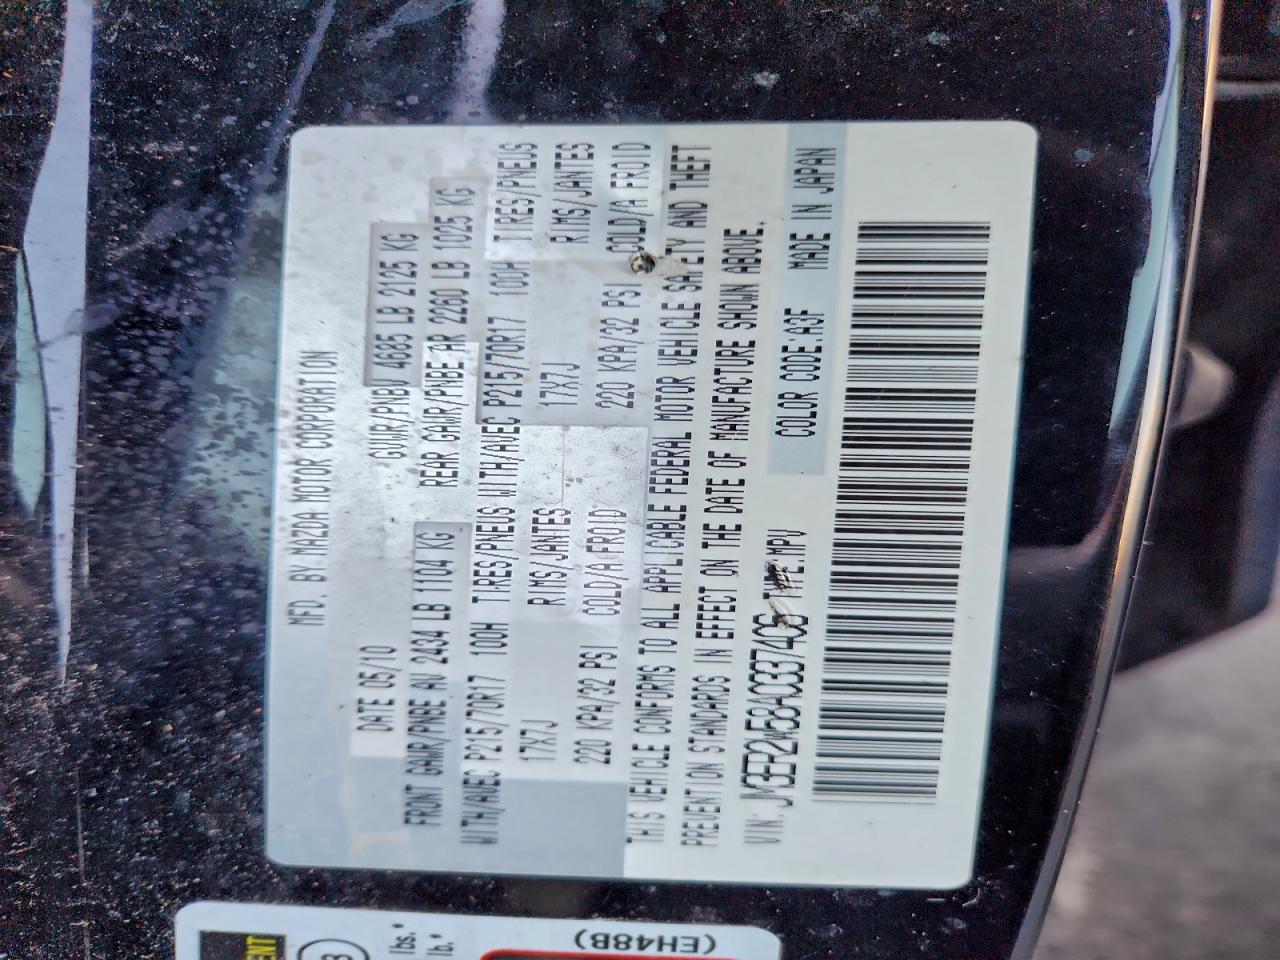 MFD. BY MAZDA MOTOR CORPORATION
DATE 05/10 GVWR/PNBV 4685 LB 2125 KG
FRONT GAWR/PNBE AV 2434 LB 1104 KG REAR GAWR/PNBE AR 2260 LB 1025 KG
WITH/AVEC P215/70R17 100H TIRES/PNEUS WITH/AVEC P215/70R17 100H TIRES/PNEUS
17X7J RIMS/JANTES 17X7J RIMS/JANTES
220 KPA/32 PSI COLD/A FROID 220 KPA/32 PSI COLD/A FROID
THIS VEHICLE CONFORMS TO ALL APPLICABLE FEDERAL MOTOR VEHICLE SAFETY AND THEFT
PREVENTION STANDARDS IN EFFECT ON THE DATE OF MANUFACTURE SHOWN ABOVE.
VIN: TYPE:MPV COLOR CODE:A3F MADE IN JAPAN
(EH48B)
lbs.*
lb.*